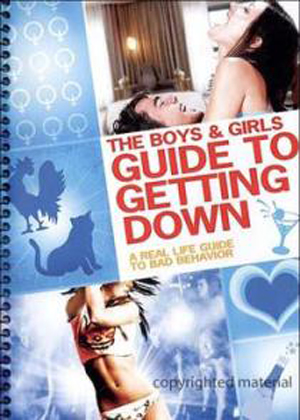 THE BOYS & GIRLS
GUIDE TO
GETTING
DOWN
A REAL LIFE GUIDE
TO BAD BEHAVIOR
copyrighted material